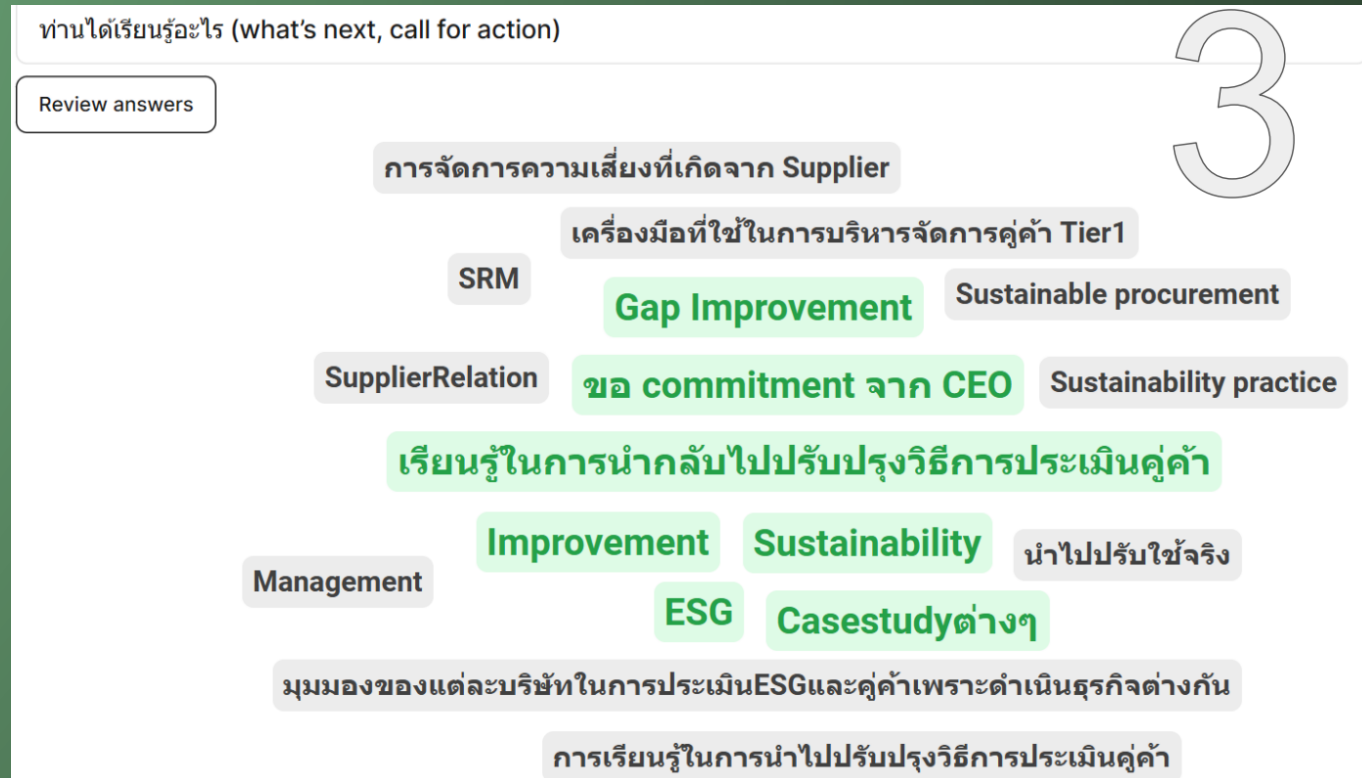 ท่านได้เรียนรู้อะไร (what's next, call for action)
3
Review answers
การจัดการความเสี่ยงที่เกิดจาก Supplier
เครื่องมือที่ใช้ในการบริหารจัดการคู่ค้า Tier1
SRM
Gap Improvement
Sustainable procurement
SupplierRelation
ขอ commitment จาก CEO
Sustainability practice
เรียนรู้ในการนำกลับไปปรับปรุงวิธีการประเมินคู่ค้า
Improvement
Sustainability
นำไปปรับใช้จริง
Management
ESG
Casestudyต่างๆ
มุมมองของแต่ละบริษัทในการประเมินESGและคู่ค้าเพราะดำเนินธุรกิจต่างกัน
การเรียนรู้ในการนำไปปรับปรุงวิธีการประเมินคู่ค้า